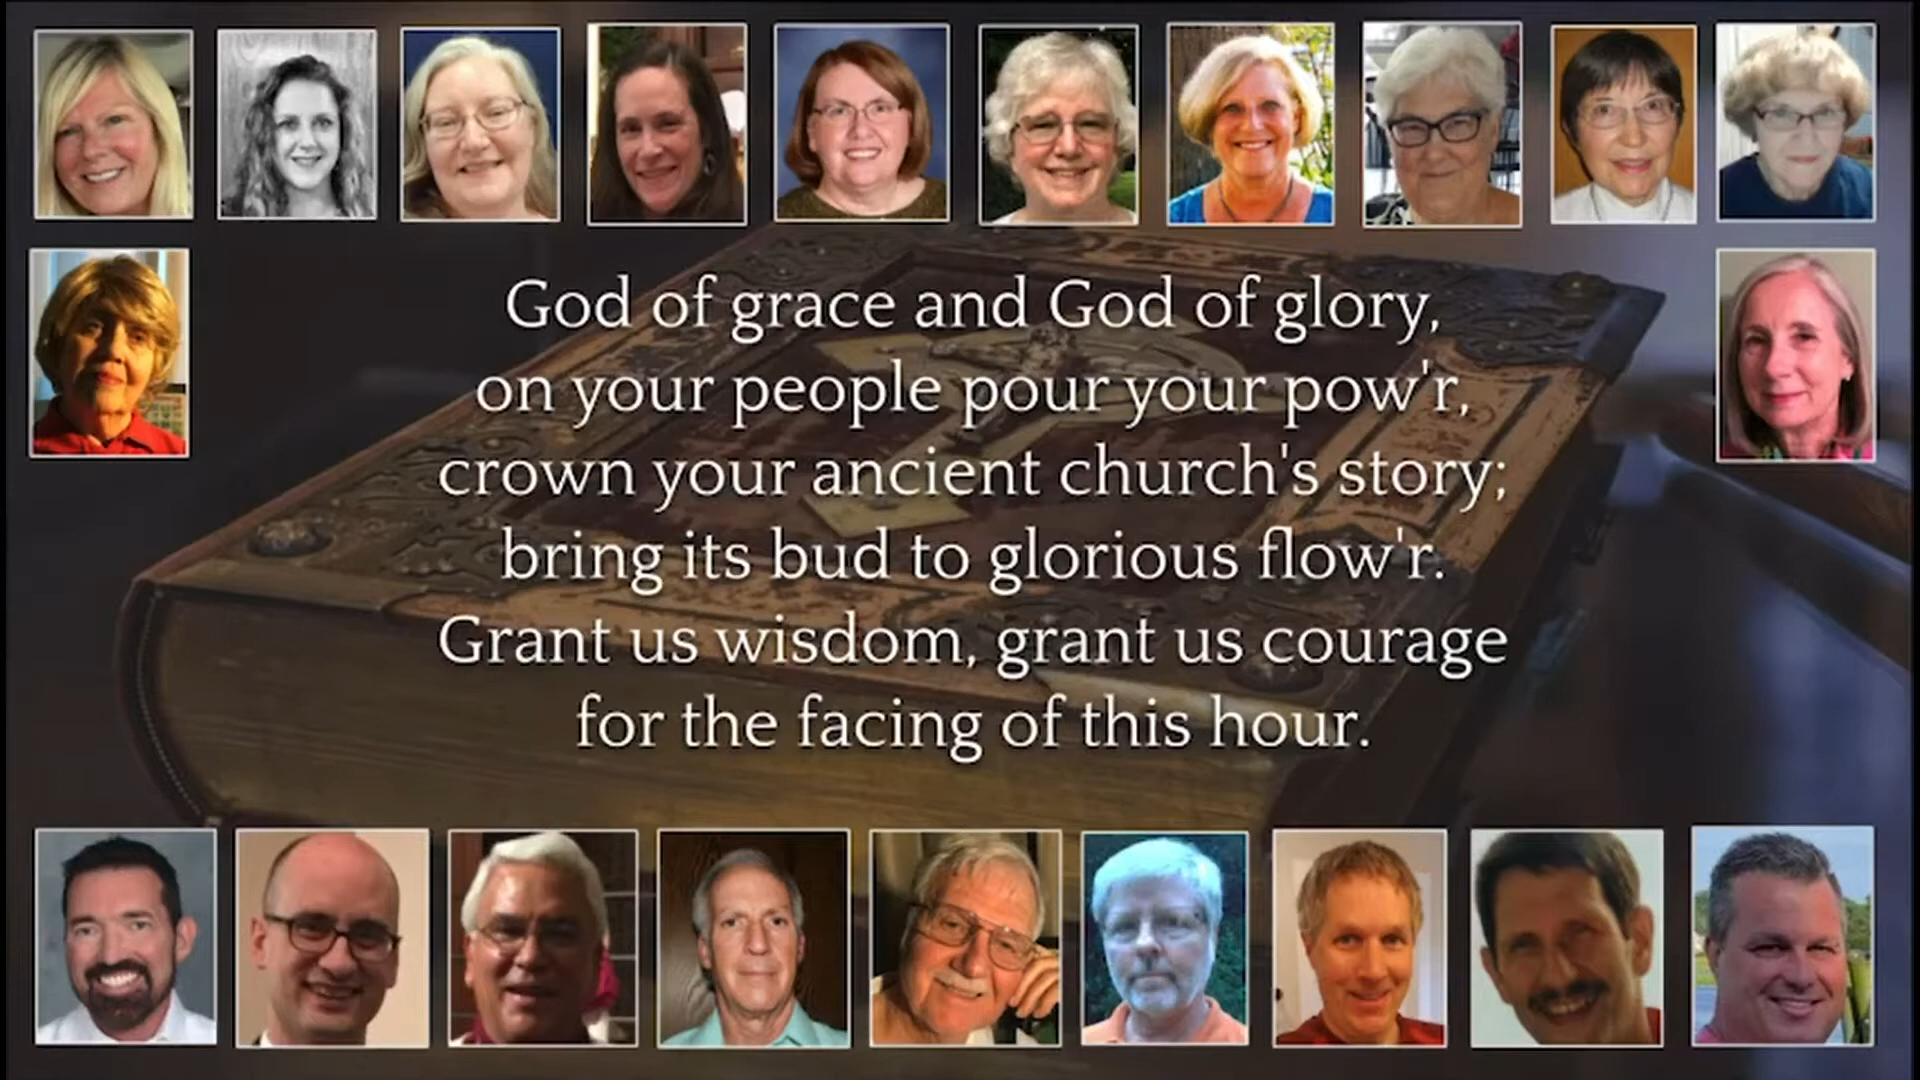 God of grace and God of glory,
on your people pour your pow'r,
crown your ancient church's story;
bring its bud to glorious flow'r.
Grant us wisdom, grant us courage
for the facing of this hour.